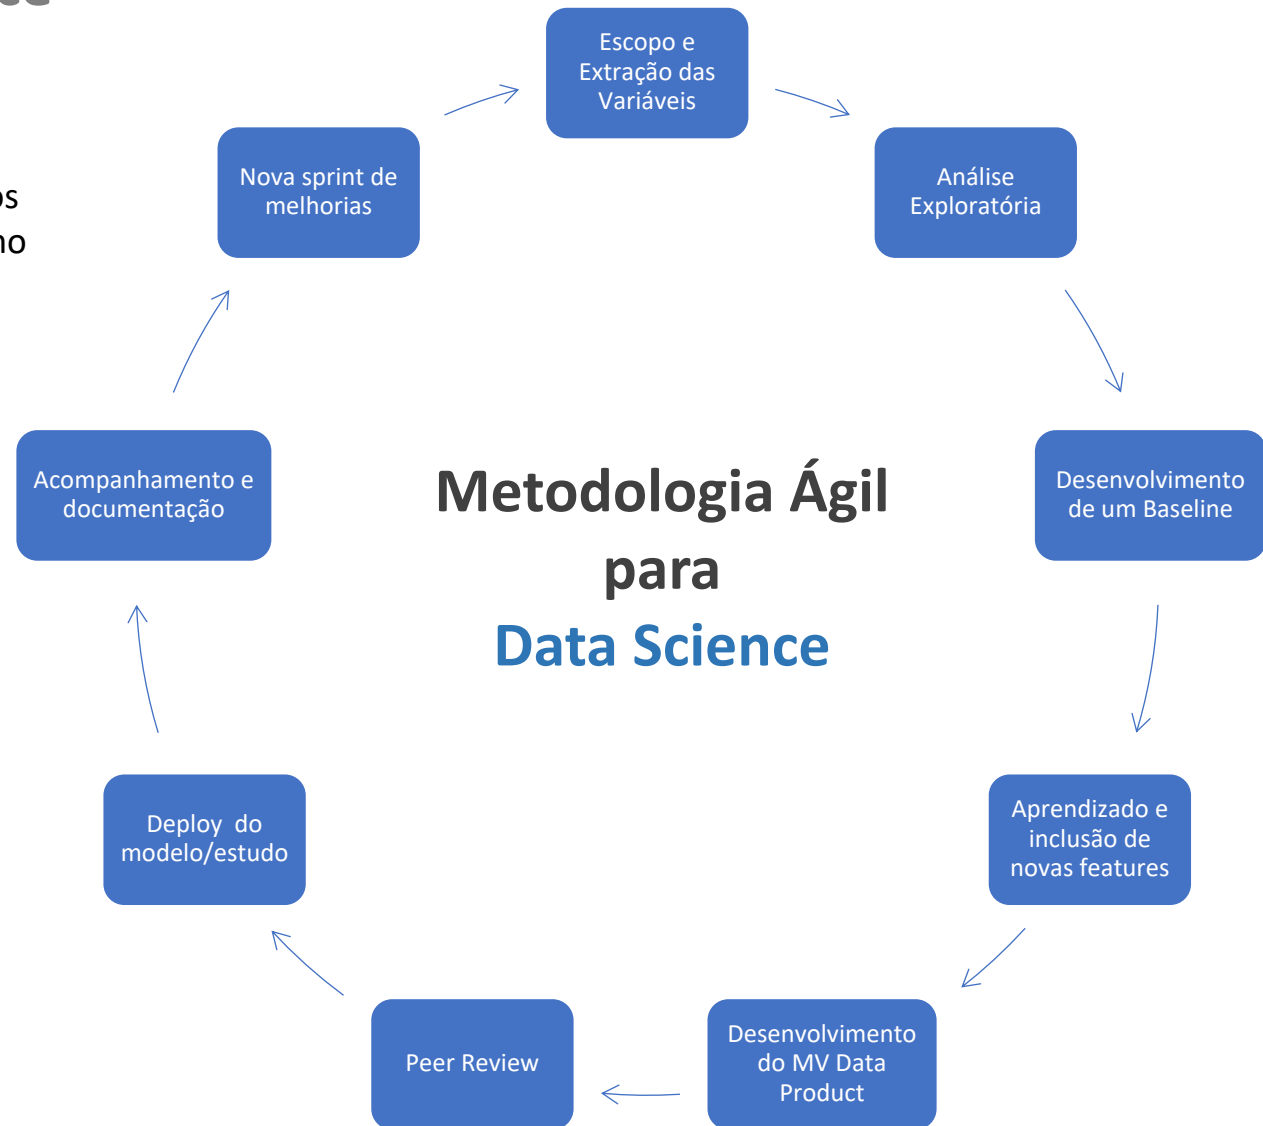 Escopo e
Extração das
Variáveis
Análise
Exploratória
Desenvolvimento
de um Baseline
Aprendizado e
inclusão de
novas features
Desenvolvimento
do MV Data
Product
Peer Review
Deploy do
modelo/estudo
Acompanhamento e
documentação
Nova sprint de
melhorias
Metodologia Ágil
para
Data Science